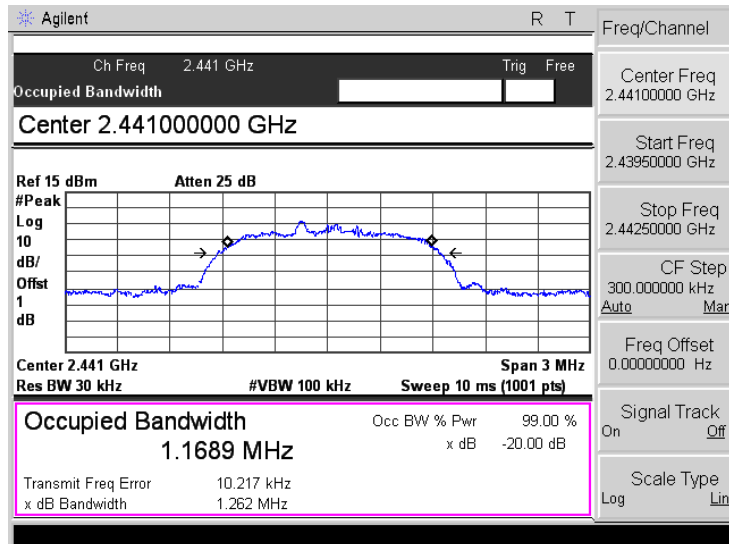 Agilent R T
Ch Freq 2.441 GHz Trig Free
Occupied Bandwidth
Center 2.441000000 GHz
Ref 15 dBm Atten 25 dB
#Peak
Log
10
dB/
Offst
1
dB
Center 2.441 GHz Span 3 MHz
Res BW 30 kHz #VBW 100 kHz Sweep 10 ms (1001 pts)
Occupied Bandwidth
1.1689 MHz
Occ BW % Pwr 99.00 %
x dB -20.00 dB
Transmit Freq Error 10.217 kHz
x dB Bandwidth 1.262 MHz
Freq/Channel
Center Freq
2.44100000 GHz
Start Freq
2.43950000 GHz
Stop Freq
2.44250000 GHz
CF Step
300.000000 kHz
Auto Mar
Freq Offset
0.00000000 Hz
Signal Track
On Off
Scale Type
Log Lin